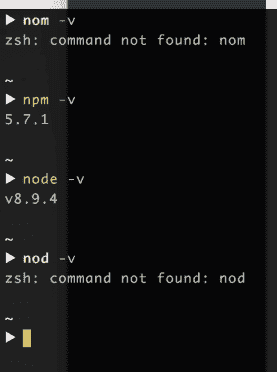 ▶ nom -v
zsh: command not found: nom
~
▶ npm -v
5.7.1
~
▶ node -v
v8.9.4
~
▶ nod -v
zsh: command not found: nod
~
▶